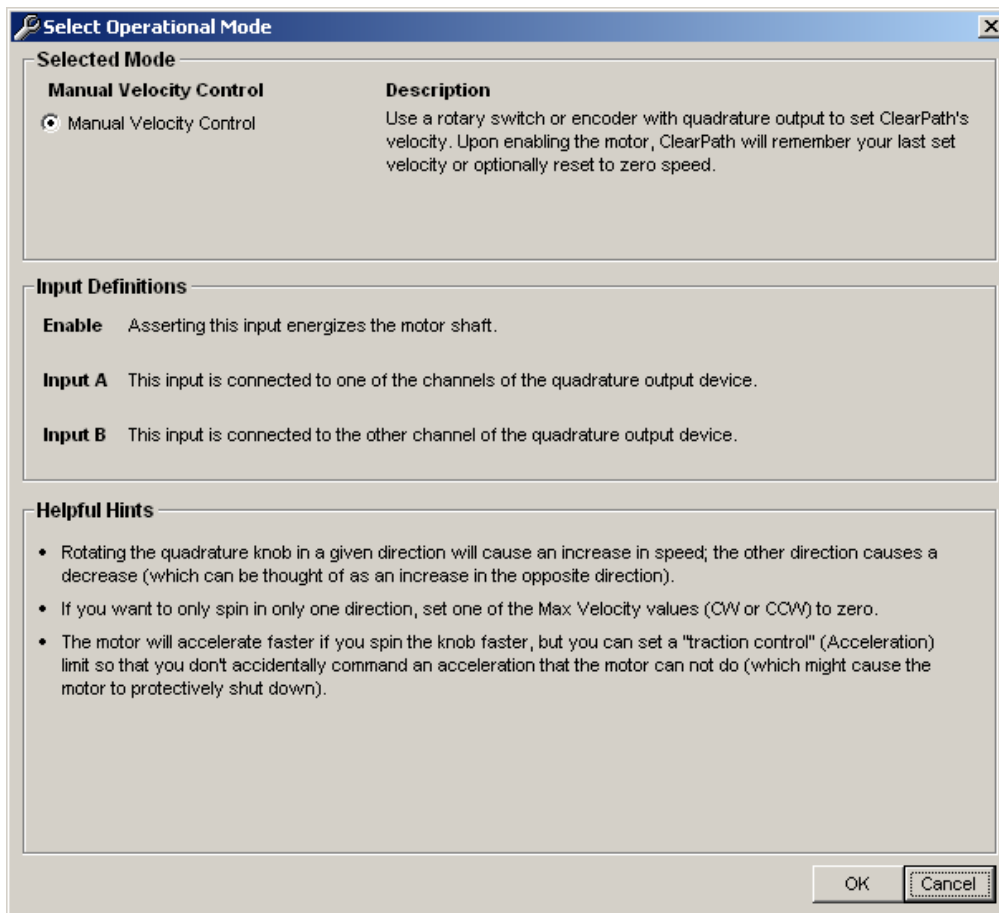 Select Operational Mode
Selected Mode
Manual Velocity Control
Manual Velocity Control
Description
Use a rotary switch or encoder with quadrature output to set ClearPath's
velocity. Upon enabling the motor, ClearPath will remember your last set
velocity or optionally reset to zero speed.
Input Definitions
Enable Asserting this input energizes the motor shaft.
Input A This input is connected to one of the channels of the quadrature output device.
Input B This input is connected to the other channel of the quadrature output device.
Helpful Hints
• Rotating the quadrature knob in a given direction will cause an increase in speed; the other direction causes a
decrease (which can be thought of as an increase in the opposite direction).
• If you want to only spin in only one direction, set one of the Max Velocity values (CW or CCW) to zero.
• The motor will accelerate faster if you spin the knob faster, but you can set a "traction control" (Acceleration)
limit so that you don't accidentally command an acceleration that the motor can not do (which might cause the
motor to protectively shut down).
OK Cancel